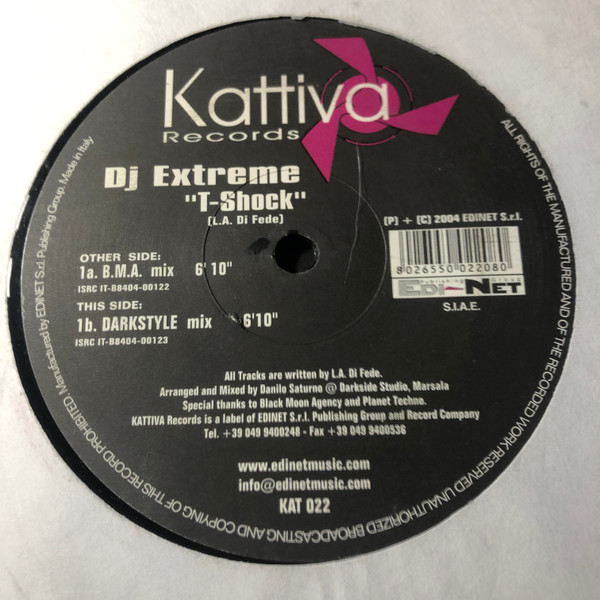 Kattiva
Records
Dj Extreme
"T-Shock"
(L.A. Di Fede)
[P] + (C) 2004 EDINET S.r.l.
8026550022080
Publishing Group
EDI NET
S.I.A.E.
OTHER SIDE:
1a. B.M.A. mix 6' 10"
ISRC IT-B8404-00122
THIS SIDE:
1b. DARKSTYLE mix 6'10"
ISRC IT-B8404-00123
All Tracks are written by L.A. Di Fede.
Arranged and Mixed by Danilo Saturno @ Darkside Studio, Marsala
Special thanks to Black Moon Agency and Planet Techno.
KATTIVA Records is a label of EDINET S.r.l. Publishing Group and Record Company
Tel. +39 049 9400248 - Fax +39 049 9400536
www.edinetmusic.com
info@edinetmusic.com
KAT 022
ALL RIGHTS OF THE MANUFACTURED AND OF THE RECORDED WORK RESERVED UNAUTHORIZED BROADCASTING AND COPYING OF THIS RECORD PROHIBITED. Manufactured by EDINET S.r.l. Publishing Group. Made in Italy